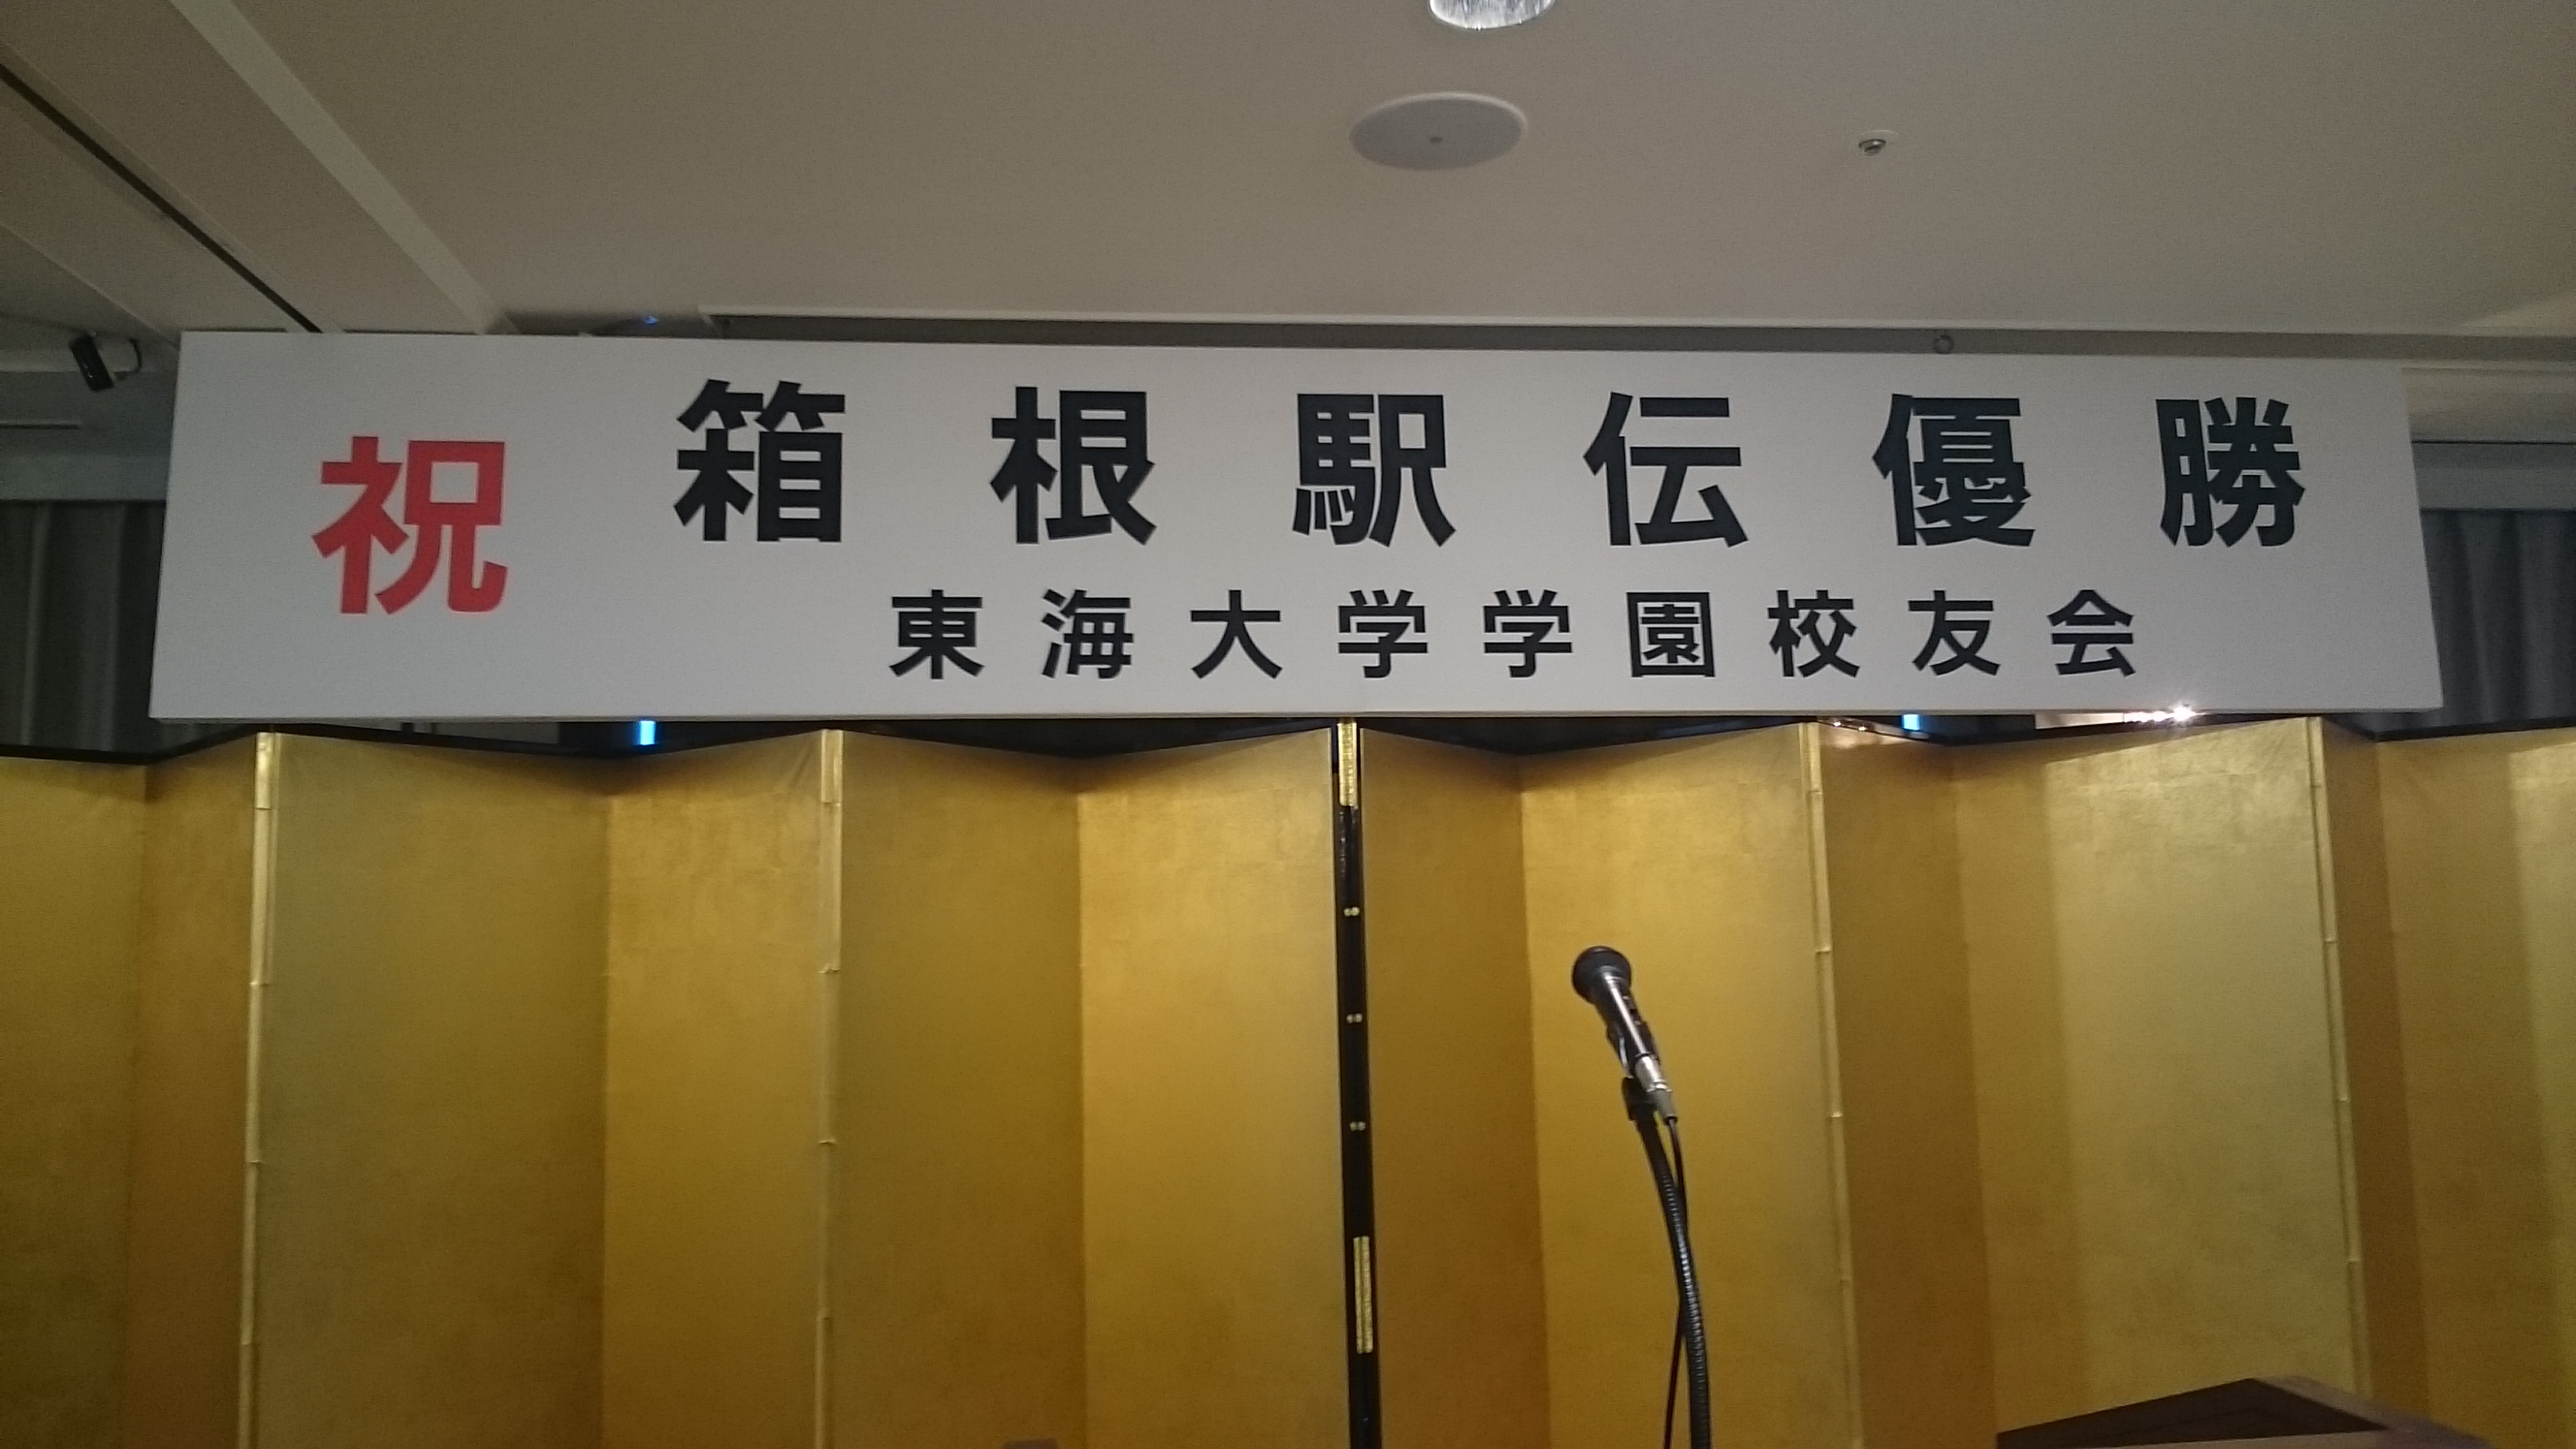 祝 箱根駅伝優勝
東海大学学園校友会